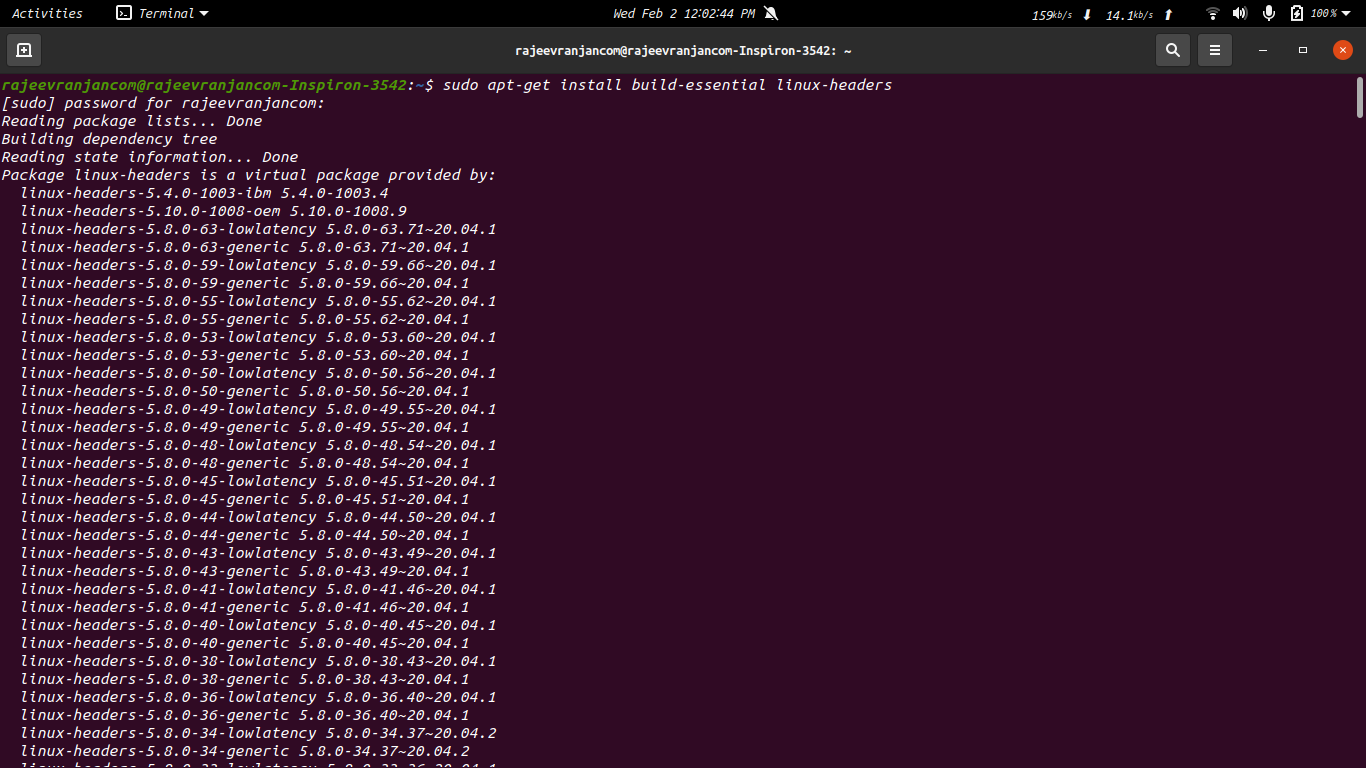 Activities Terminal Wed Feb 2 12:02:44 PM 159kb/s 14.1kb/s 100%
rajeevranjancom@rajeevranjancom-Inspiron-3542: ~
rajeevranjancom@rajeevranjancom-Inspiron-3542:~$ sudo apt-get install build-essential linux-headers
[sudo] password for rajeevranjancom:
Reading package lists... Done
Building dependency tree
Reading state information... Done
Package linux-headers is a virtual package provided by:
linux-headers-5.4.0-1003-ibm 5.4.0-1003.4
linux-headers-5.10.0-1008-oem 5.10.0-1008.9
linux-headers-5.8.0-63-lowlatency 5.8.0-63.71~20.04.1
linux-headers-5.8.0-63-generic 5.8.0-63.71~20.04.1
linux-headers-5.8.0-59-lowlatency 5.8.0-59.66~20.04.1
linux-headers-5.8.0-59-generic 5.8.0-59.66~20.04.1
linux-headers-5.8.0-55-lowlatency 5.8.0-55.62~20.04.1
linux-headers-5.8.0-55-generic 5.8.0-55.62~20.04.1
linux-headers-5.8.0-53-lowlatency 5.8.0-53.60~20.04.1
linux-headers-5.8.0-53-generic 5.8.0-53.60~20.04.1
linux-headers-5.8.0-50-lowlatency 5.8.0-50.56~20.04.1
linux-headers-5.8.0-50-generic 5.8.0-50.56~20.04.1
linux-headers-5.8.0-49-lowlatency 5.8.0-49.55~20.04.1
linux-headers-5.8.0-49-generic 5.8.0-49.55~20.04.1
linux-headers-5.8.0-48-lowlatency 5.8.0-48.54~20.04.1
linux-headers-5.8.0-48-generic 5.8.0-48.54~20.04.1
linux-headers-5.8.0-45-lowlatency 5.8.0-45.51~20.04.1
linux-headers-5.8.0-45-generic 5.8.0-45.51~20.04.1
linux-headers-5.8.0-44-lowlatency 5.8.0-44.50~20.04.1
linux-headers-5.8.0-44-generic 5.8.0-44.50~20.04.1
linux-headers-5.8.0-43-lowlatency 5.8.0-43.49~20.04.1
linux-headers-5.8.0-43-generic 5.8.0-43.49~20.04.1
linux-headers-5.8.0-41-lowlatency 5.8.0-41.46~20.04.1
linux-headers-5.8.0-41-generic 5.8.0-41.46~20.04.1
linux-headers-5.8.0-40-lowlatency 5.8.0-40.45~20.04.1
linux-headers-5.8.0-40-generic 5.8.0-40.45~20.04.1
linux-headers-5.8.0-38-lowlatency 5.8.0-38.43~20.04.1
linux-headers-5.8.0-38-generic 5.8.0-38.43~20.04.1
linux-headers-5.8.0-36-lowlatency 5.8.0-36.40~20.04.1
linux-headers-5.8.0-36-generic 5.8.0-36.40~20.04.1
linux-headers-5.8.0-34-lowlatency 5.8.0-34.37~20.04.2
linux-headers-5.8.0-34-generic 5.8.0-34.37~20.04.2